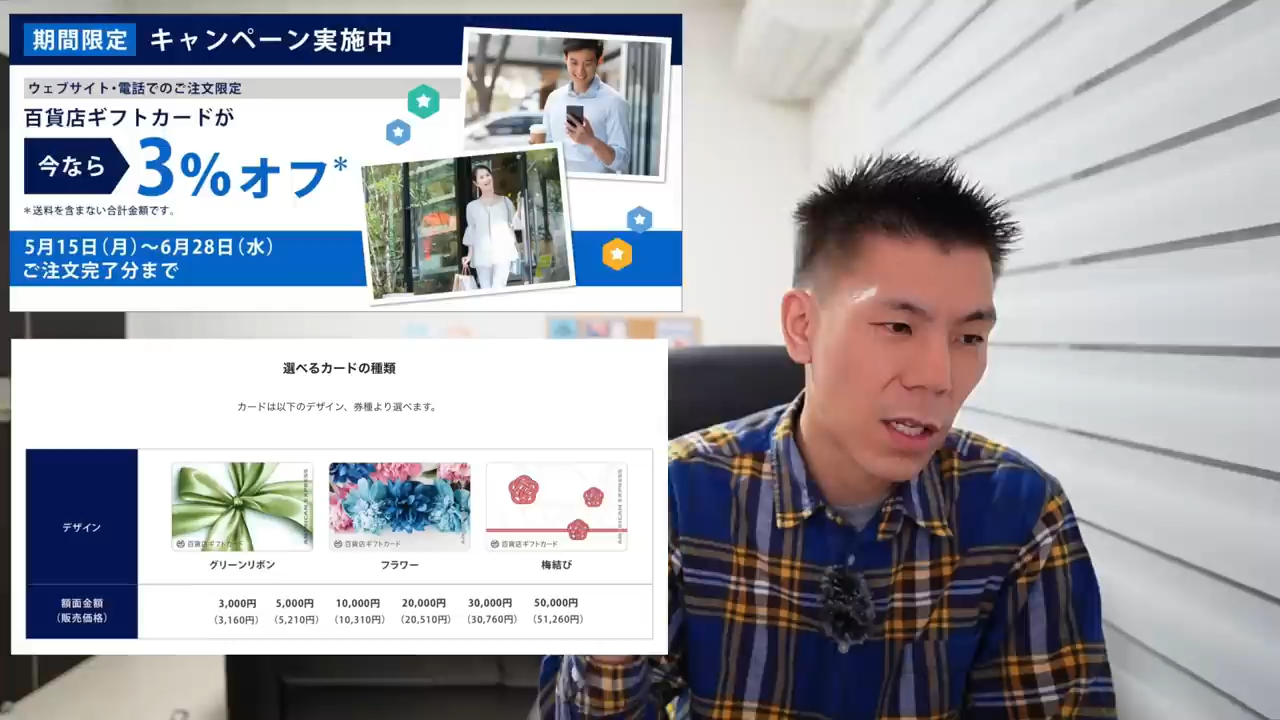 期間限定 キャンペーン実施中
ウェブサイト・電話でのご注文限定
百貨店ギフトカードが
今なら 3%オフ*
*送料を含まない合計金額です。
5月15日(月)〜6月28日(水)
ご注文完了分まで
選べるカードの種類
カードは以下のデザイン、券種より選べます。
デザイン
AMERICAN EXPRESS
百貨店ギフトカード 百貨店ギフトカード 百貨店ギフトカード
グリーンリボン フラワー 梅結び
額面金額 3,000円 5,000円 10,000円 20,000円 30,000円 50,000円
(販売価格) (3,160円) (5,210円) (10,310円) (20,510円) (30,760円) (51,260円)